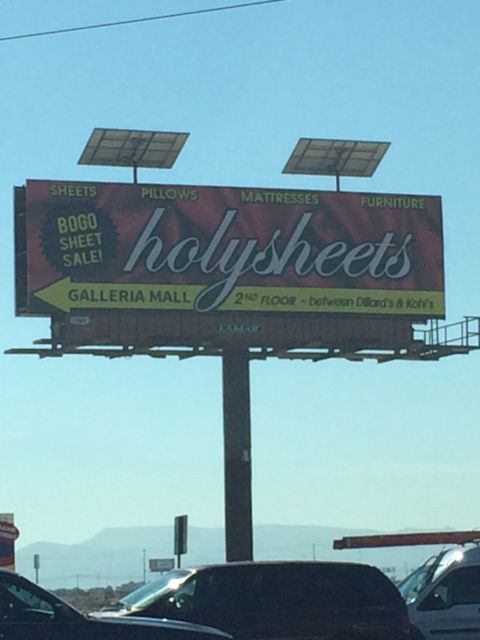 SHEETS PILLOWS MATTRESSES FURNITURE
BOGO
SHEET
SALE!
holysheets
GALLERIA MALL
2ND FLOOR - between Dillard's & Kohl's
LAMAR